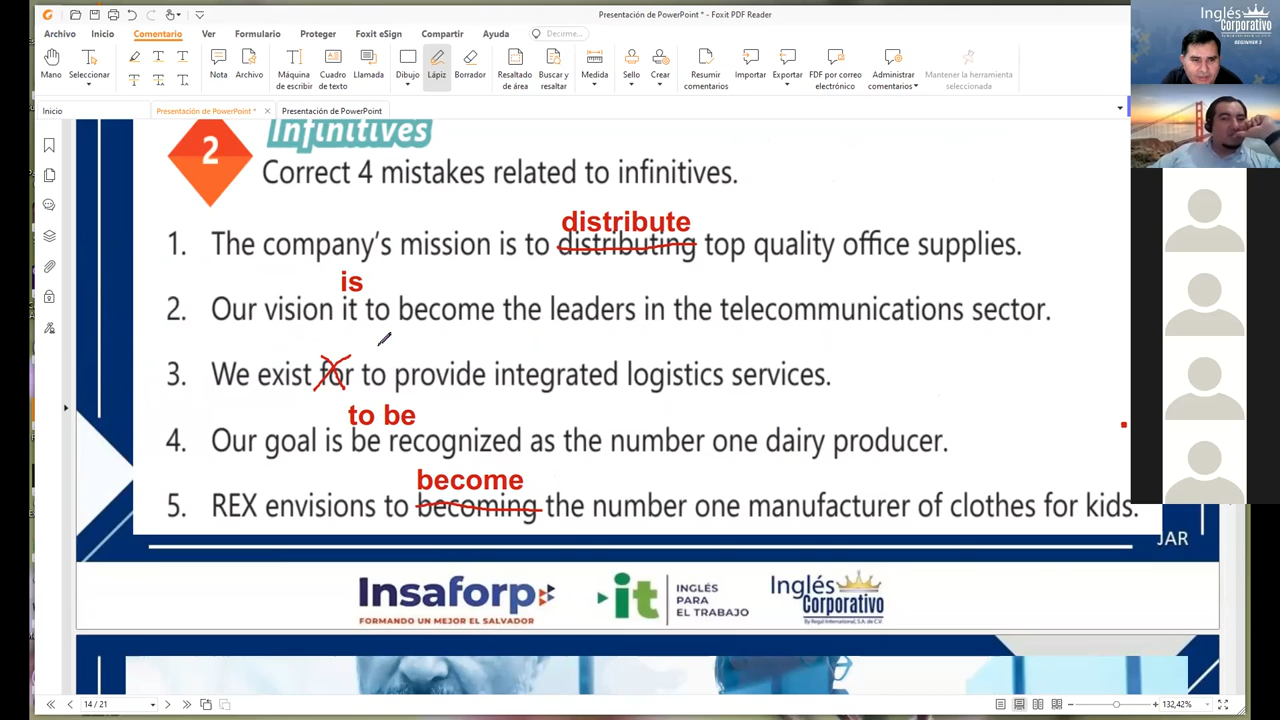 Presentación de PowerPoint * - Foxit PDF Reader
Archivo Inicio Comentario Ver Formulario Proteger Foxit eSign Compartir Ayuda Decirme...
Mano Seleccionar Nota Archivo Máquina de escribir Cuadro de texto Llamada Dibujo Lápiz Borrador Resaltado de área Buscar y resaltar Medida Sello Crear Resumir comentarios Importar Exportar PDF por correo electrónico Administrar comentarios Mantener la herramienta seleccionada
Inicio Presentación de PowerPoint * Presentación de PowerPoint
Inglés
Corporativo
BEGINNER 3
2
Infinitives
Correct 4 mistakes related to infinitives.
distribute
1. The company's mission is to distributing top quality office supplies.
is
2. Our vision it to become the leaders in the telecommunications sector.
3. We exist for to provide integrated logistics services.
to be
4. Our goal is be recognized as the number one dairy producer.
become
5. REX envisions to becoming the number one manufacturer of clothes for kids.
JAR
Insaforp
FORMANDO UN MEJOR EL SALVADOR
it
INGLÉS
PARA
EL TRABAJO
Inglés
Corporativo
By Regal International, S.A. de C.V.
14 / 21
132,42%